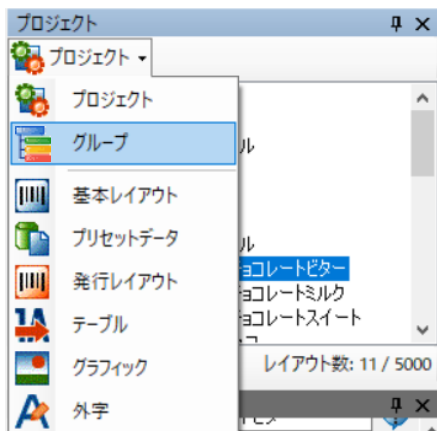 プロジェクト
プロジェクト
プロジェクト
グループ
ル
基本レイアウト
プリセットデータ
ル
発行レイアウト
ョコレートビター
ョコレートミルク
テーブル
ョコレートスイート
グラフィック
レイアウト数: 11 / 5000
外字